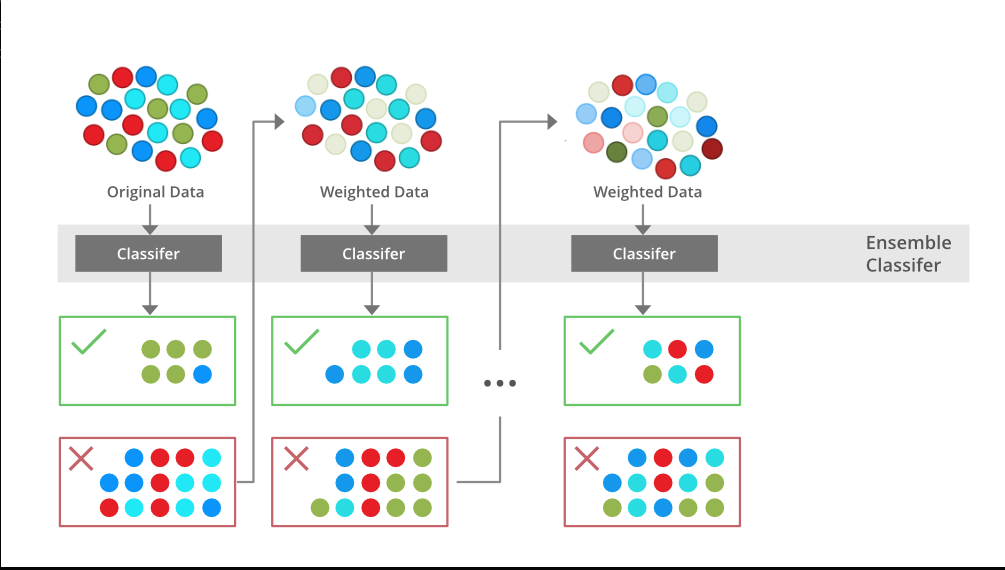 Original Data
Weighted Data
Weighted Data
Classifer
Classifer
Classifer
Ensemble
Classifer
...